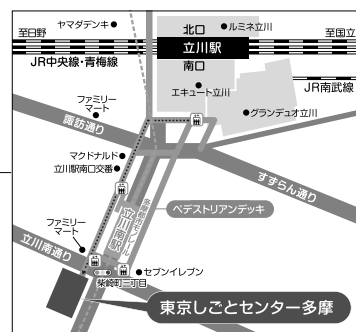 ヤマダデンキ
北口
ルミネ立川
至日野
立川駅
至国立
JR中央線・青梅線
南口
JR南武線
エキュート立川
ファミリー
マート
グランデュオ立川
諏訪通り
マクドナルド
立川駅南口交番
すずらん通り
多摩都市モノレール
立川南駅
ペデストリアンデッキ
ファミリー
マート
立川南通り
セブンイレブン
柴崎町三丁目
東京しごとセンター多摩